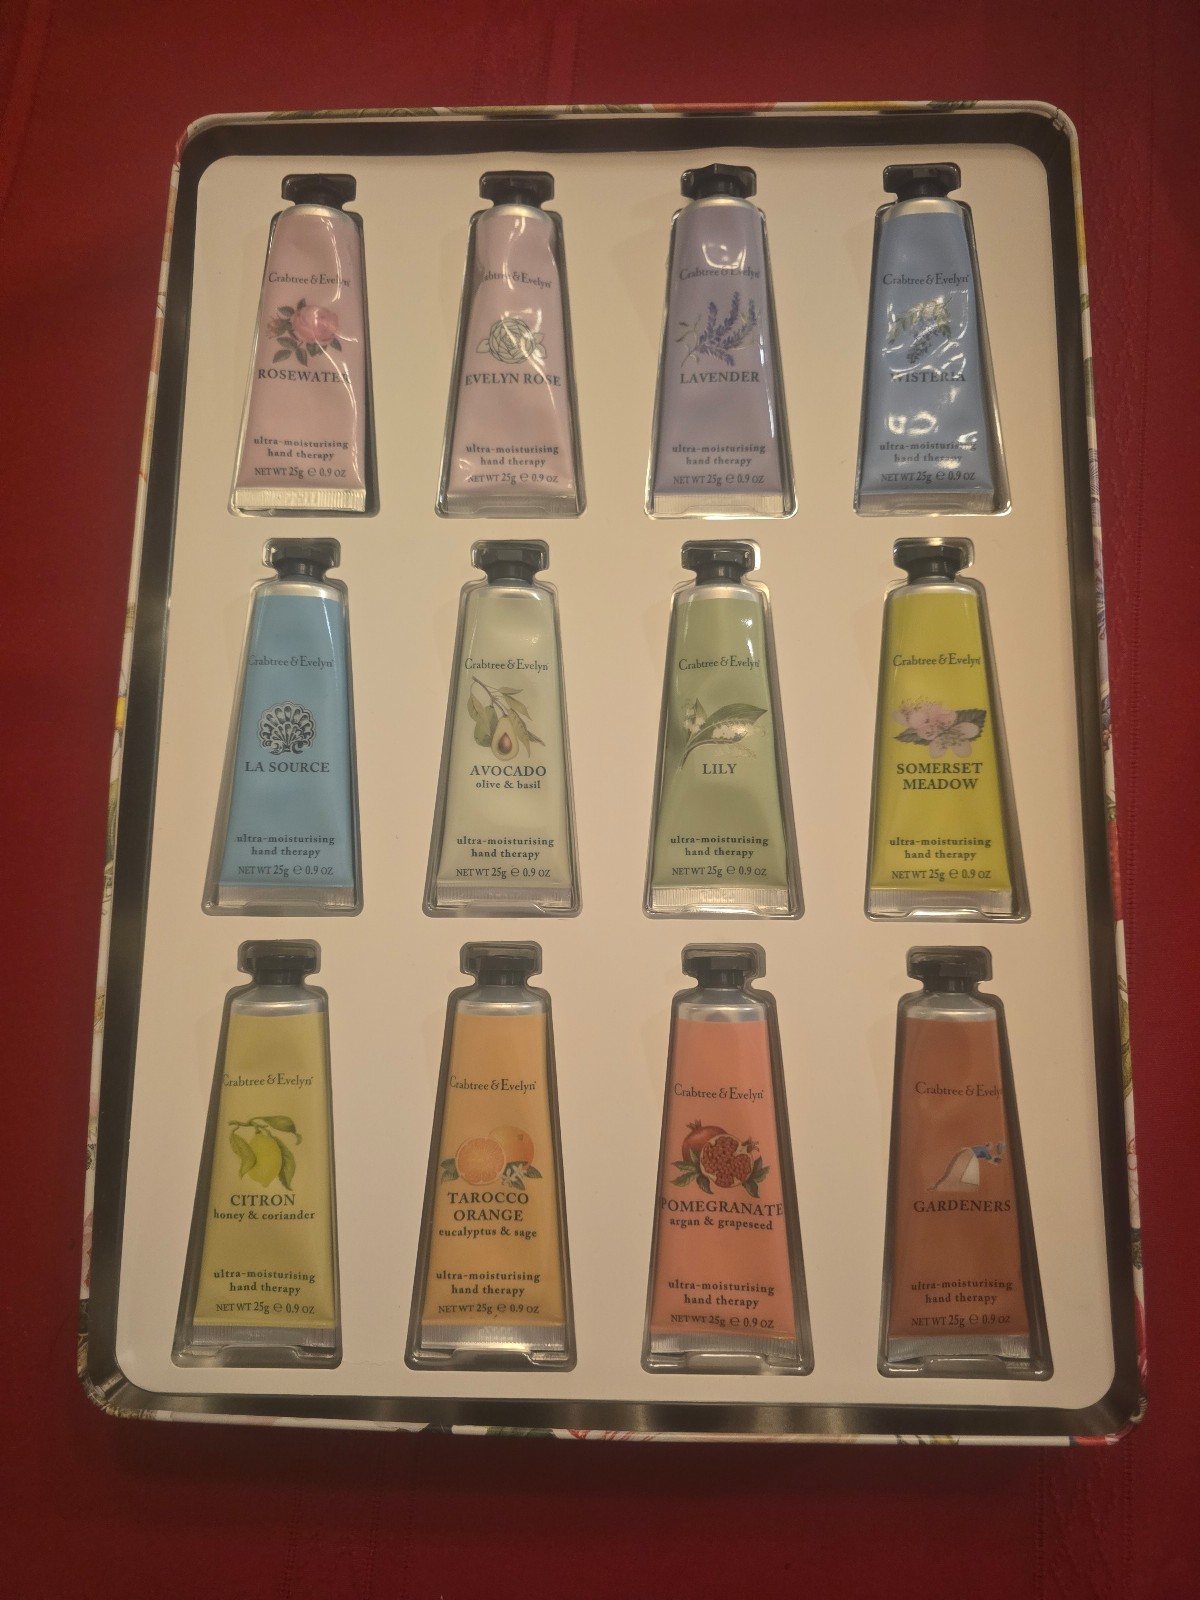 Crabtree & Evelyn
ROSEWATER
ultra-moisturising
hand therapy
NET WT 25g ℮ 0.9 OZ
Crabtree & Evelyn
EVELYN ROSE
ultra-moisturising
hand therapy
NET WT 25g ℮ 0.9 OZ
Crabtree & Evelyn
LAVENDER
ultra-moisturising
hand therapy
NET WT 25g ℮ 0.9 OZ
Crabtree & Evelyn
WISTERIA
ultra-moisturising
hand therapy
NET WT 25g ℮ 0.9 OZ
Crabtree & Evelyn
LA SOURCE
ultra-moisturising
hand therapy
NET WT 25g ℮ 0.9 OZ
Crabtree & Evelyn
AVOCADO
olive & basil
ultra-moisturising
hand therapy
NET WT 25g ℮ 0.9 OZ
Crabtree & Evelyn
LILY
ultra-moisturising
hand therapy
NET WT 25g ℮ 0.9 OZ
Crabtree & Evelyn
SOMERSET
MEADOW
ultra-moisturising
hand therapy
NET WT 25g ℮ 0.9 OZ
Crabtree & Evelyn
CITRON
honey & coriander
ultra-moisturising
hand therapy
NET WT 25g ℮ 0.9 OZ
Crabtree & Evelyn
TAROCCO
ORANGE
eucalyptus & sage
ultra-moisturising
hand therapy
NET WT 25g ℮ 0.9 OZ
Crabtree & Evelyn
POMEGRANATE
argan & grapeseed
ultra-moisturising
hand therapy
NET WT 25g ℮ 0.9 OZ
Crabtree & Evelyn
GARDENERS
ultra-moisturising
hand therapy
NET WT 25g ℮ 0.9 OZ